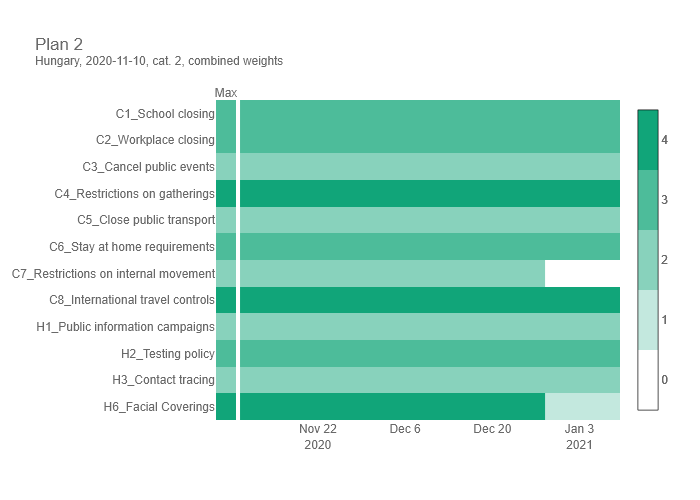 Plan 2
Hungary, 2020-11-10, cat. 2, combined weights
Max
C1_School closing
C2_Workplace closing
C3_Cancel public events
C4_Restrictions on gatherings
C5_Close public transport
C6_Stay at home requirements
C7_Restrictions on internal movement
C8_International travel controls
H1_Public information campaigns
H2_Testing policy
H3_Contact tracing
H6_Facial Coverings
Nov 22 Dec 6 Dec 20 Jan 3
2020 2021
4
3
2
1
0